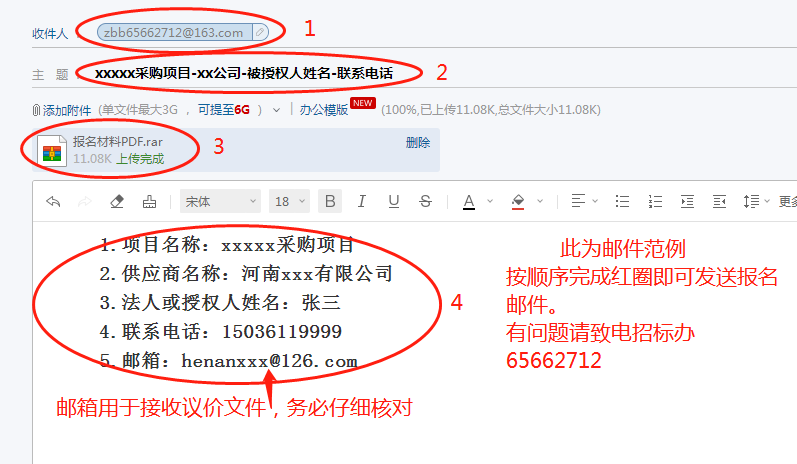 收件人 zbb65662712@163.com 1
主 题 xxxxx采购项目-xx公司-被授权人姓名-联系电话 2
添加附件 (单文件最大3G ， 可提至6G ) | 办公模版 NEW (100%,已上传11.08K,总文件大小11.08K)
报名材料PDF.rar 删除
11.08K 上传完成 3
宋体 18 B I U S A 更多
1.项目名称：xxxxx采购项目
2.供应商名称：河南xxx有限公司
3.法人或授权人姓名：张三
4.联系电话：15036119999
5.邮箱：henanxxx@126.com
4
此为邮件范例
按顺序完成红圈即可发送报名
邮件。
有问题请致电招标办
65662712
邮箱用于接收议价文件，务必仔细核对